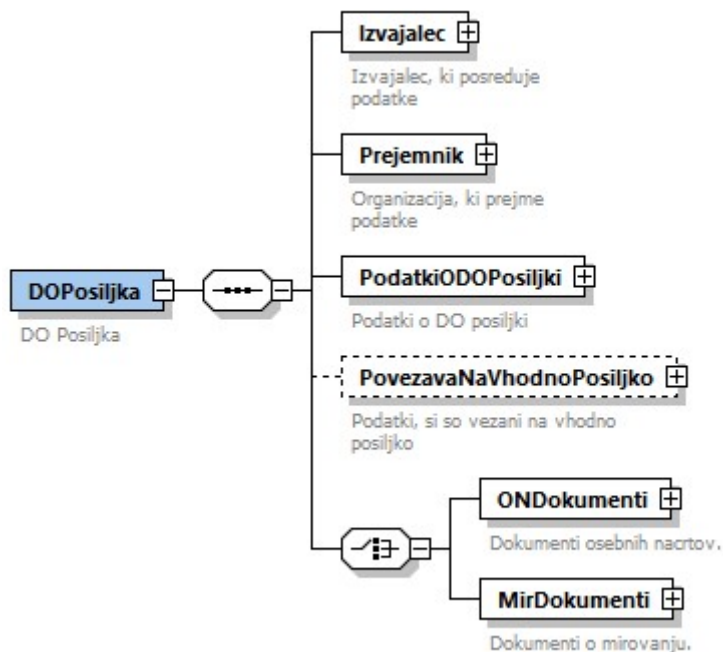 Izvajalec
Izvajalec, ki posreduje
podatke
Prejemnik
Organizacija, ki prejme
podatke
DOPosiljka
DO Posiljka
PodatkiODOPosiljki
Podatki o DO posiljki
PovezavaNaVhodnoPosiljko
Podatki, si so vezani na vhodno
posiljko
ONDokumenti
Dokumenti osebnih nacrtov.
MirDokumenti
Dokumenti o mirovanju.